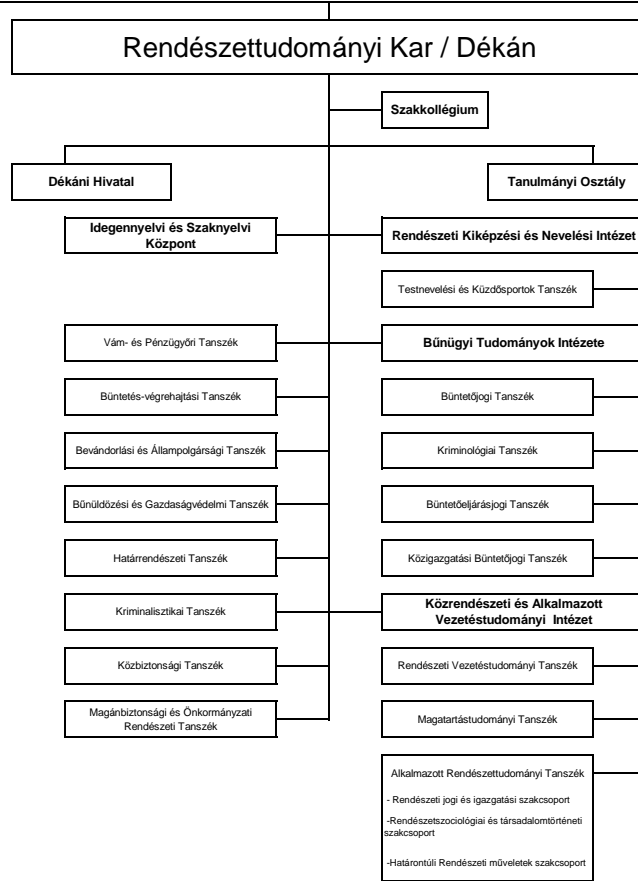 Rendészettudományi Kar / Dékán
Szakkollégium
Dékáni Hivatal
Tanulmányi Osztály
Idegennyelvi és Szaknyelvi
Központ
Rendészeti Kiképzési és Nevelési Intézet
Testnevelési és Küzdősportok Tanszék
Vám- és Pénzügyőri Tanszék
Bűnügyi Tudományok Intézete
Büntetés-végrehajtási Tanszék
Büntetőjogi Tanszék
Bevándorlási és Állampolgársági Tanszék
Kriminológiai Tanszék
Bűnüldözési és Gazdaságvédelmi Tanszék
Büntetőeljárásjogi Tanszék
Határrendészeti Tanszék
Közigazgatási Büntetőjogi Tanszék
Kriminalisztikai Tanszék
Közrendészeti és Alkalmazott
Vezetéstudományi Intézet
Közbiztonsági Tanszék
Rendészeti Vezetéstudományi Tanszék
Magánbiztonsági és Önkormányzati
Rendészeti Tanszék
Magatartástudományi Tanszék
Alkalmazott Rendészettudományi Tanszék
- Rendészeti jogi és igazgatási szakcsoport
-Rendészetszociológiai és társadalomtörténeti
szakcsoport
-Határontúli Rendészeti műveletek szakcsoport